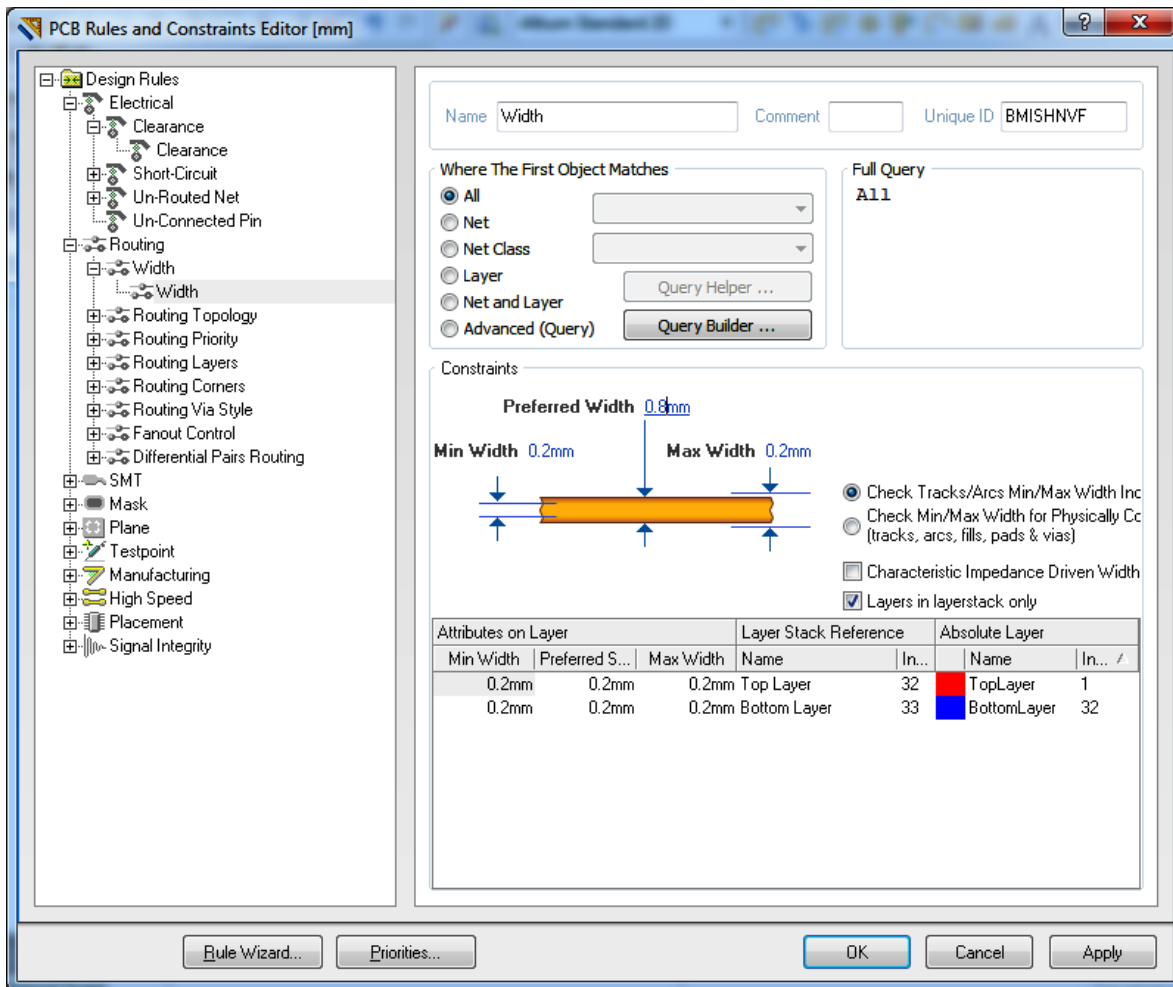 PCB Rules and Constraints Editor [mm]
Design Rules
Electrical
Clearance
Clearance
Short-Circuit
Un-Routed Net
Un-Connected Pin
Routing
Width
Width
Routing Topology
Routing Priority
Routing Layers
Routing Corners
Routing Via Style
Fanout Control
Differential Pairs Routing
SMT
Mask
Plane
Testpoint
Manufacturing
High Speed
Placement
Signal Integrity
Name Width Comment Unique ID BMISHNVF
Where The First Object Matches
All
Net
Net Class
Layer
Net and Layer
Advanced (Query)
Query Helper ...
Query Builder ...
Full Query
All
Constraints
Preferred Width 0.8mm
Min Width 0.2mm Max Width 0.2mm
Check Tracks/Arcs Min/Max Width Inc
Check Min/Max Width for Physically Cc
(tracks, arcs, fills, pads & vias)
Characteristic Impedance Driven Width
Layers in layerstack only
Attributes on Layer Layer Stack Reference Absolute Layer
Min Width Preferred S... Max Width Name In... Name In...
0.2mm 0.2mm 0.2mm Top Layer 32 TopLayer 1
0.2mm 0.2mm 0.2mm Bottom Layer 33 BottomLayer 32
Rule Wizard... Priorities... OK Cancel Apply